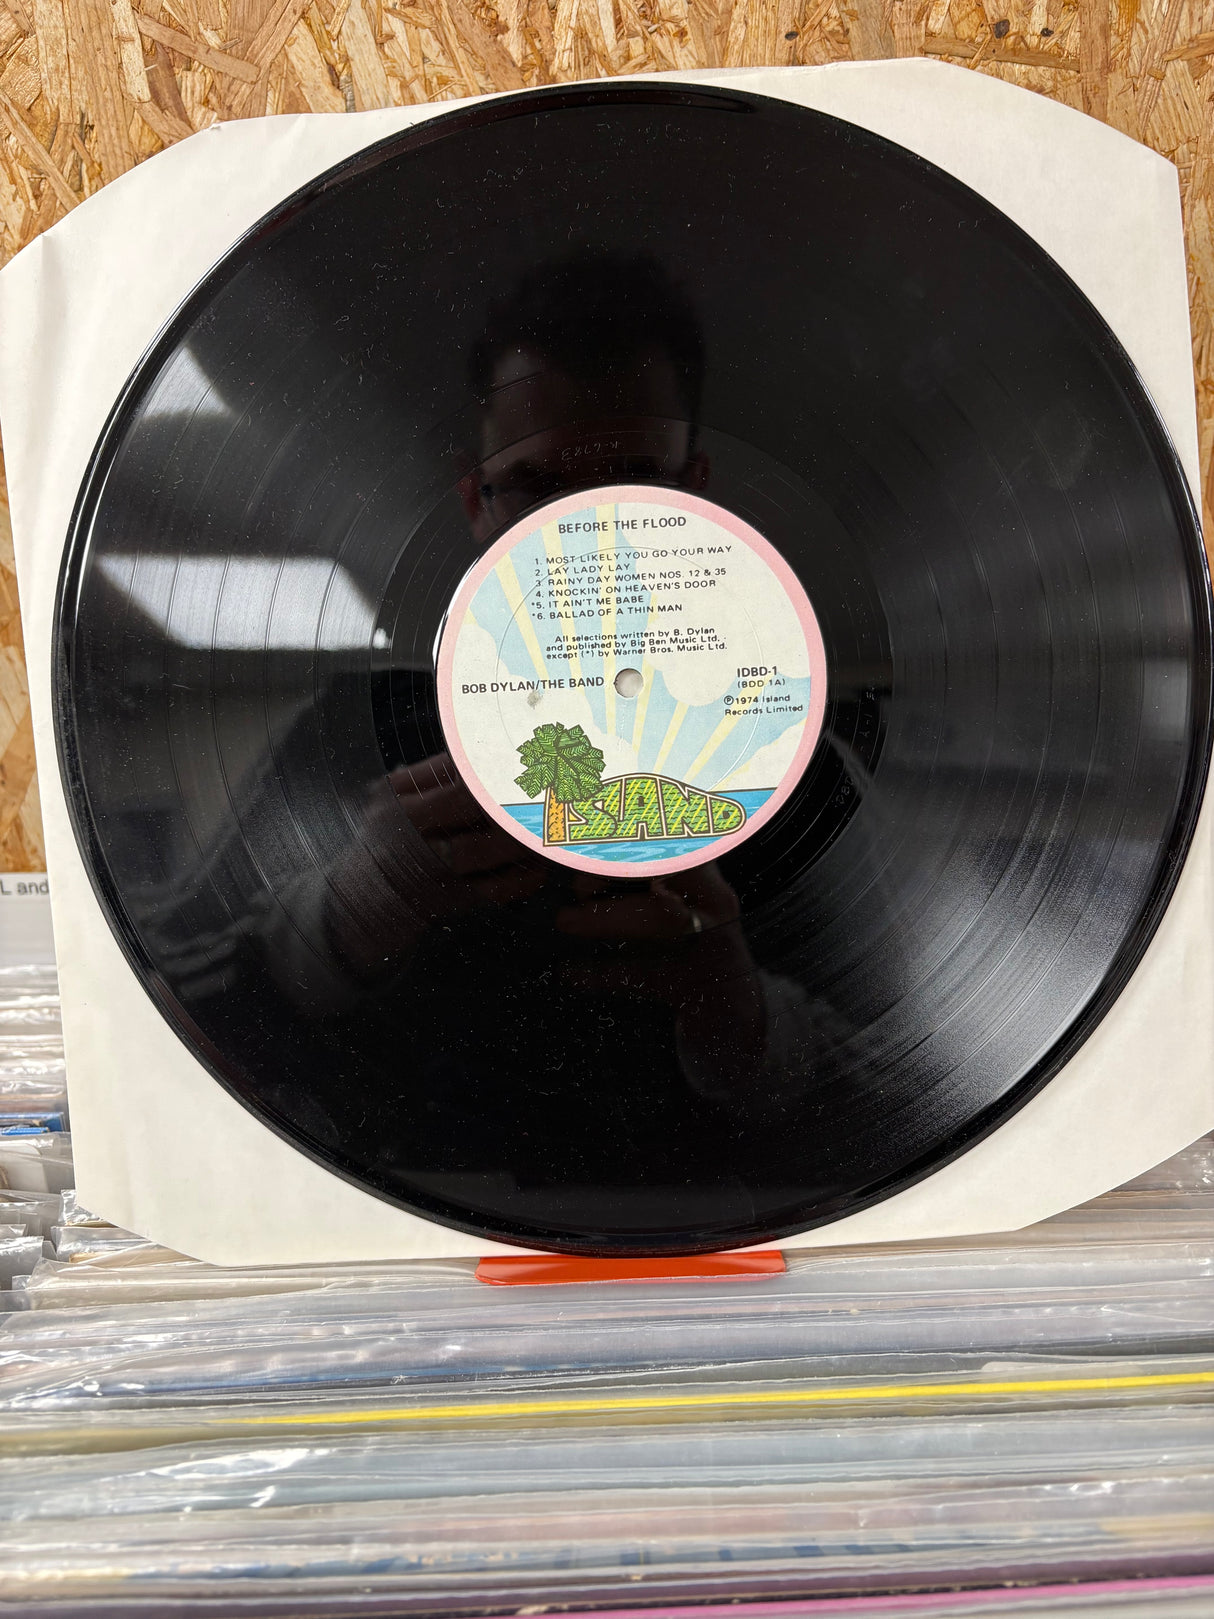 K-6783
BEFORE THE FLOOD
1. MOST LIKELY YOU GO YOUR WAY
2. LAY LADY LAY
3. RAINY DAY WOMEN NOS. 12 & 35
4. KNOCKIN' ON HEAVEN'S DOOR
*5. IT AIN'T ME BABE
*6. BALLAD OF A THIN MAN
All selections written by B. Dylan
and published by Big Ben Music Ltd.
except (*) by Warner Bros. Music Ltd.
BOB DYLAN/THE BAND
IDBD-1
(BDD 1A)
℗ 1974 Island
Records Limited
ISLAND
L and